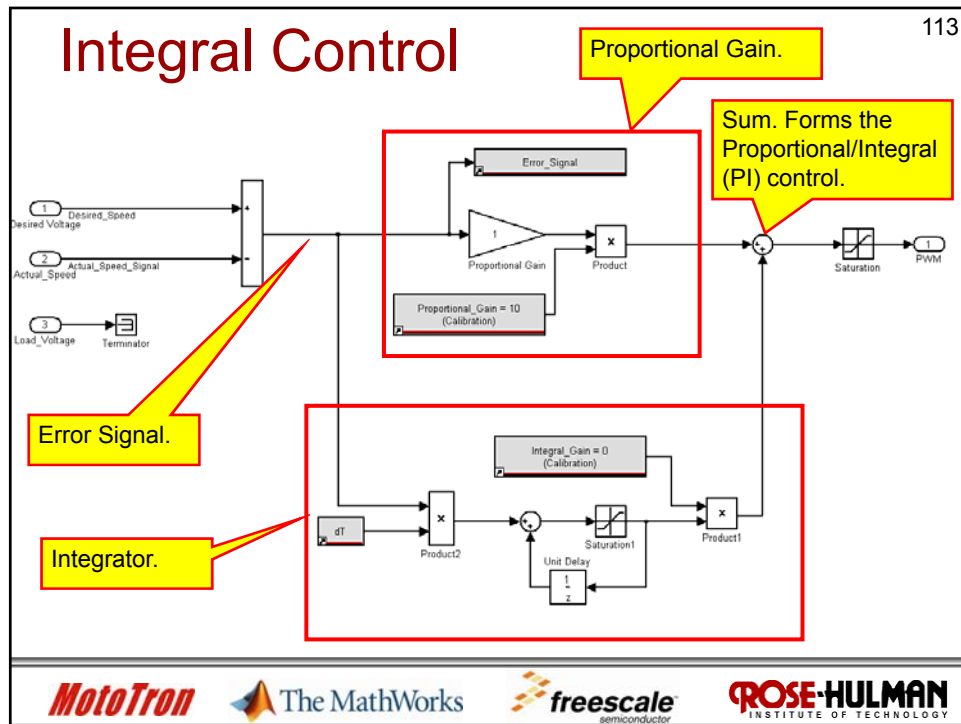 113
Integral Control
Proportional Gain.
Sum. Forms the
Proportional/Integral
(PI) control.
Error_Signal
1
Desired_Speed
Desired Voltage
+
2
Actual_Speed_Signal
Actual_Speed
-
1
Proportional Gain
x
Product
Proportional_Gain = 10
(Calibration)
+
+
Saturation
1
PWM
3
Load_Voltage
Terminator
Error Signal.
Integral_Gain = 0
(Calibration)
Integrator.
dT
x
Product2
+
+
Saturation1
x
Product1
Unit Delay
1
z
MotoTron
The MathWorks
freescale
semiconductor
ROSE-HULMAN
INSTITUTE OF TECHNOLOGY